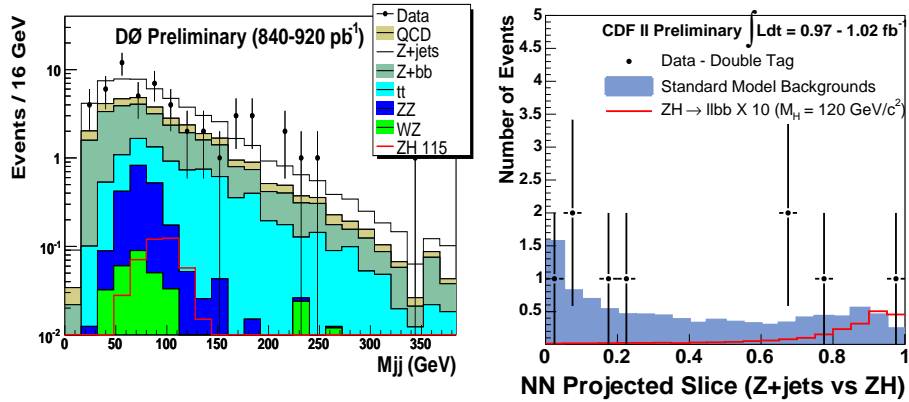 DØ Preliminary (840-920 pb-1)
Data
QCD
Z+jets
Z+bb
tt
ZZ
WZ
ZH 115
Events / 16 GeV
10
1
10-1
10-2
0 50 100 150 200 250 300 350
Mjj (GeV)
CDF II Preliminary ∫ Ldt = 0.97 - 1.02 fb-1
Data - Double Tag
Standard Model Backgrounds
ZH → llbb X 10 (MH = 120 GeV/c2)
Number of Events
5
4.5
4
3.5
3
2.5
2
1.5
1
0.5
0 0.2 0.4 0.6 0.8 1
NN Projected Slice (Z+jets vs ZH)